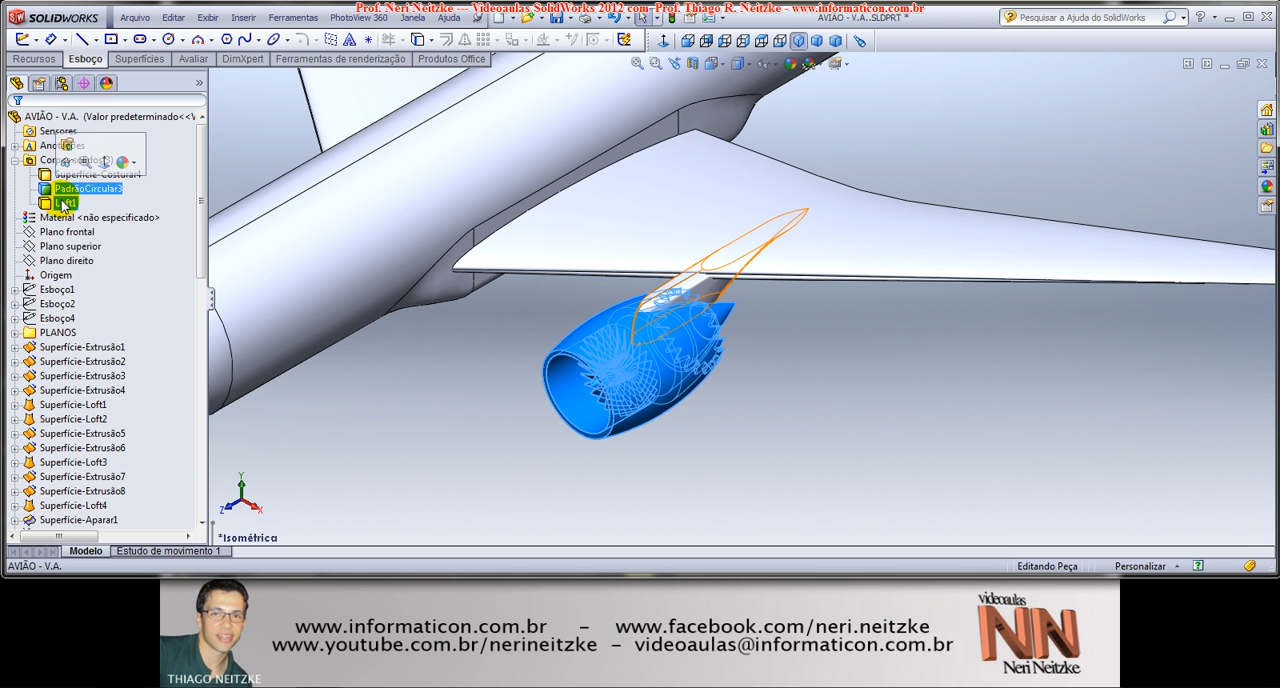 Prof. Neri Neitzke --- Videoaulas SolidWorks 2012 com Prof. Thiago R. Neitzke - www.informaticon.com.br
SOLIDWORKS Arquivo Editar Exibir Inserir Ferramentas PhotoView 360 Janela Ajuda AVIÃO - V.A..SLDPRT * Pesquisar a Ajuda do SolidWorks
Recursos Esboço Superfícies Avaliar DimXpert Ferramentas de renderização Produtos Office
AVIÃO - V.A. (Valor predeterminado<<V
Sensores
Superfície-Costurar1
PadrãoCircular3
Loft1
Material <não especificado>
Plano frontal
Plano superior
Plano direito
Origem
Esboço1
Esboço2
Esboço4
PLANOS
Superfície-Extrusão1
Superfície-Extrusão2
Superfície-Extrusão3
Superfície-Extrusão4
Superfície-Loft1
Superfície-Loft2
Superfície-Extrusão5
Superfície-Extrusão6
Superfície-Loft3
Superfície-Extrusão7
Superfície-Extrusão8
Superfície-Loft4
Superfície-Aparar1
Y
Z X
*Isométrica
Modelo Estudo de movimento 1
AVIÃO - V.A. Editando Peça Personalizar
www.informaticon.com.br - www.facebook.com/neri.neitzke
www.youtube.com.br/nerineitzke - videoaulas@informaticon.com.br
THIAGO NEITZKE
videoaulas
NN
Neri Neitzke